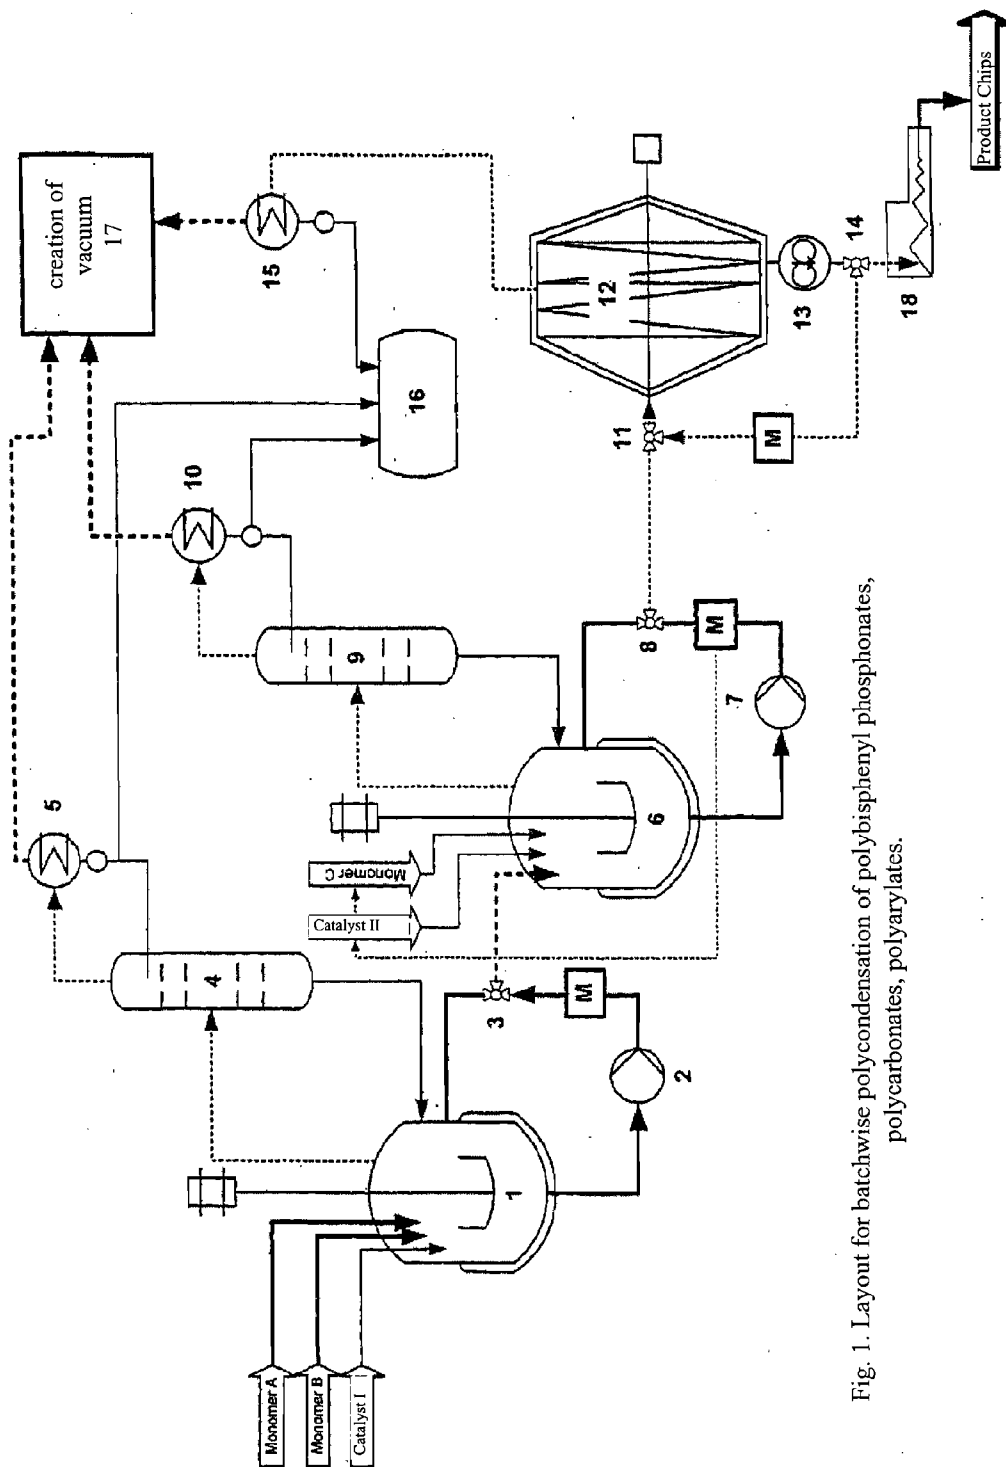 Monomer A
Monomer B
Catalyst I
1
2
M
3
4
5
Catalyst II
Monomer C
6
7
M
8
9
10
11
M
12
13
14
15
16
creation of
vacuum
17
18
Product Chips
Fig. 1. Layout for batchwise polycondensation of polybisphenyl phosphonates,
polycarbonates, polyarylates.